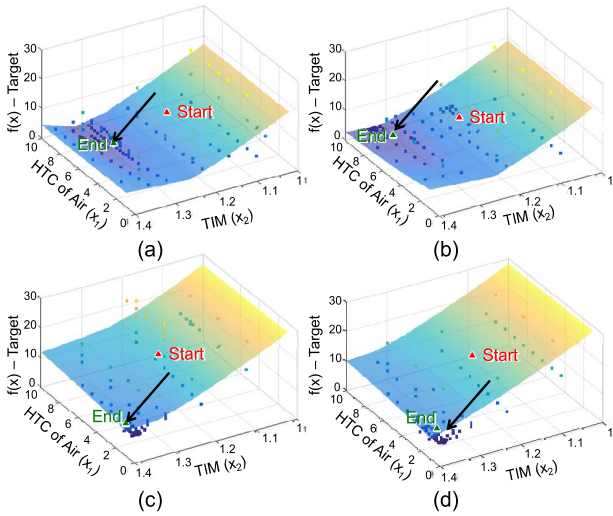 30
20
10
0
f(x) – Target
10
8
6
4
2
0
HTC of Air (x1)
1.4
1.3
1.2
1.1
1
TIM (x2)
Start
End
(a)
30
20
10
0
f(x) – Target
10
8
6
4
2
0
HTC of Air (x1)
1.4
1.3
1.2
1.1
1
TIM (x2)
Start
End
(b)
30
20
10
0
f(x) – Target
10
8
6
4
2
0
HTC of Air (x1)
1.4
1.3
1.2
1.1
1
TIM (x2)
Start
End
(c)
30
20
10
0
f(x) – Target
10
8
6
4
2
0
HTC of Air (x1)
1.4
1.3
1.2
1.1
1
TIM (x2)
Start
End
(d)